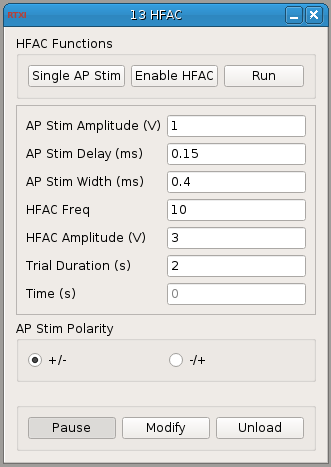 RTXI 13 HFAC
HFAC Functions
Single AP Stim Enable HFAC Run
AP Stim Amplitude (V) 1
AP Stim Delay (ms) 0.15
AP Stim Width (ms) 0.4
HFAC Freq 10
HFAC Amplitude (V) 3
Trial Duration (s) 2
Time (s) 0
AP Stim Polarity
+/- -/+
Pause Modify Unload